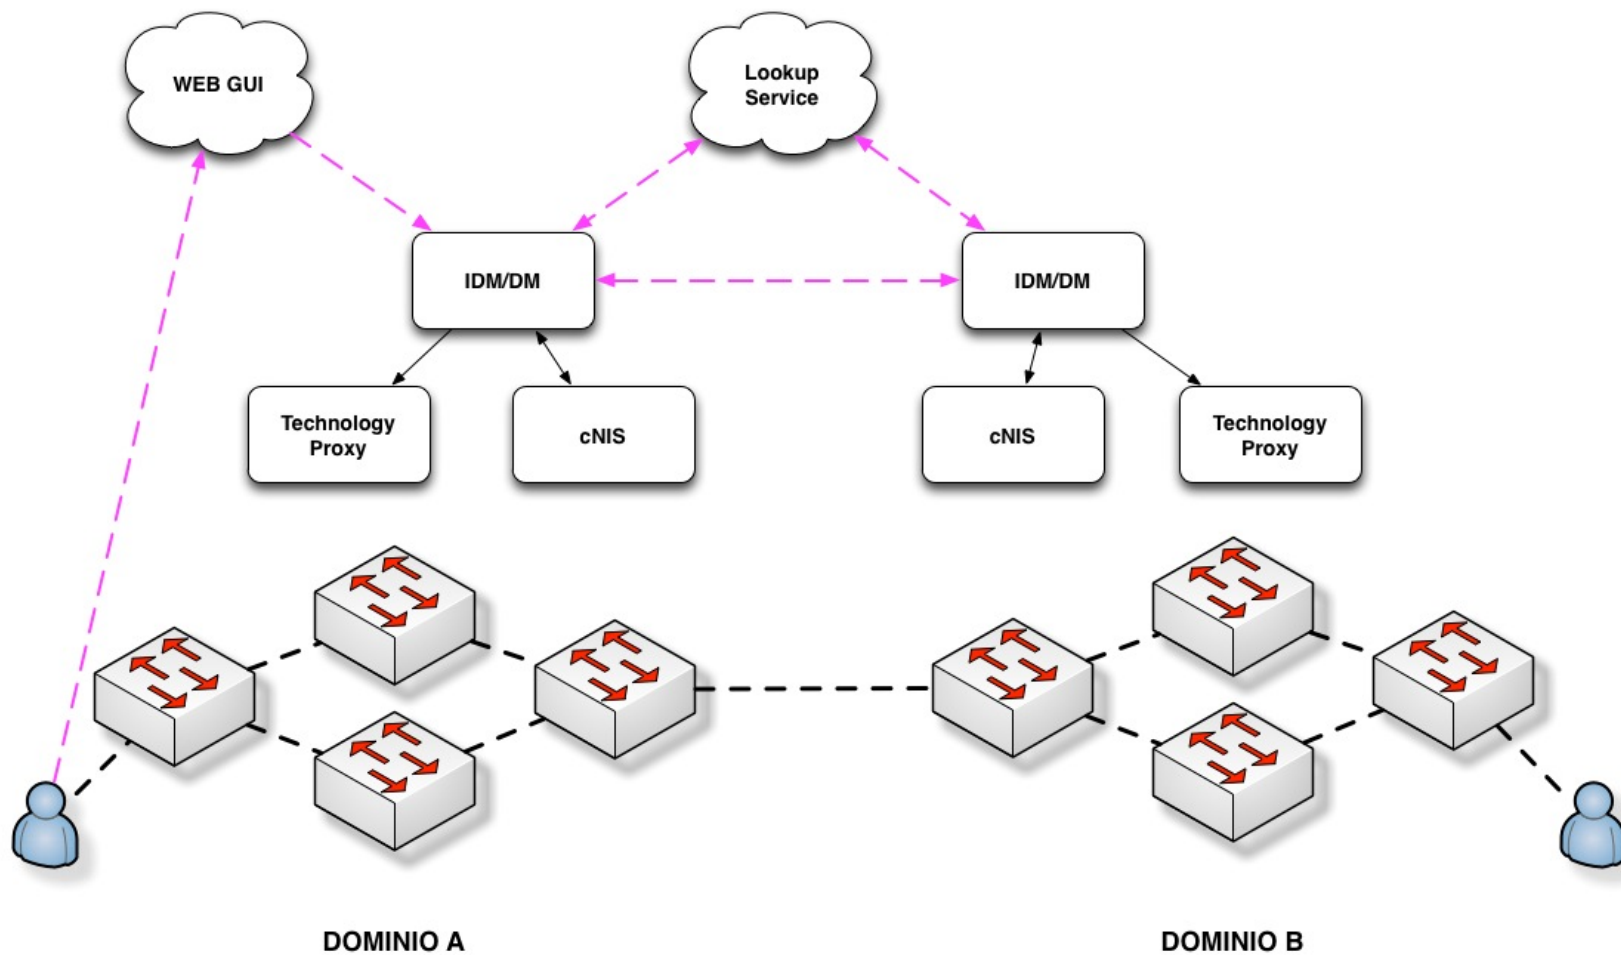 WEB GUI
Lookup
Service
IDM/DM
IDM/DM
Technology
Proxy
cNIS
cNIS
Technology
Proxy
DOMINIO A
DOMINIO B